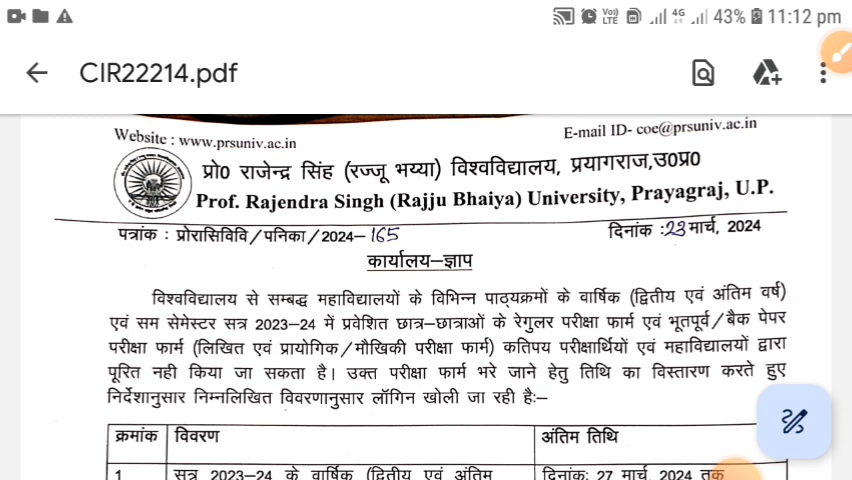 43% 11:12 pm
CIR22214.pdf
Website : www.prsuniv.ac.in
E-mail ID- coe@prsuniv.ac.in
प्रो0 राजेन्द्र सिंह (रज्जू भय्या) विश्वविद्यालय, प्रयागराज,उ0प्र0
Prof. Rajendra Singh (Rajju Bhaiya) University, Prayagraj, U.P.
पत्रांक : प्रोरासिविवि/पनिका/2024-165
दिनांक :23 मार्च, 2024
कार्यालय-ज्ञाप
विश्वविद्यालय से सम्बद्ध महाविद्यालयों के विभिन्न पाठ्यक्रमों के वार्षिक (द्वितीय एवं अंतिम वर्ष)
एवं सम सेमेस्टर सत्र 2023-24 में प्रवेशित छात्र-छात्राओं के रेगुलर परीक्षा फार्म एवं भूतपूर्व/बैक पेपर
परीक्षा फार्म (लिखित एवं प्रायोगिक/मौखिकी परीक्षा फार्म) कतिपय परीक्षार्थियों एवं महाविद्यालयों द्वारा
पूरित नही किया जा सकता है। उक्त परीक्षा फार्म भरे जाने हेतु तिथि का विस्तारण करते हुए
निर्देशानुसार निम्नलिखित विवरणानुसार लॉगिन खोली जा रही हैः-
क्रमांक विवरण अंतिम तिथि
1 सत्र 2023-24 के वार्षिक (द्वितीय एवं अंतिम दिनांक: 27 मार्च, 2024 तक